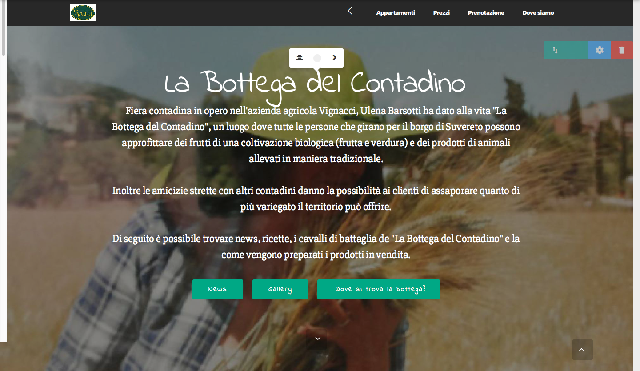 Appartamenti Prezzi Prenotazione Dove siamo
La Bottega del Contadino
Fiera contadina in opero nell'azienda agricola Vignacci, Ulena Barsotti ha dato alla vita "La
Bottega del Contadino", un luogo dove tutte le persone che girano per il borgo di Suvereto possono
approfittare dei frutti di una coltivazione biologica (frutta e verdura) e dei prodotti di animali
allevati in maniera tradizionale.
Inoltre le amicizie strette con altri contadini danno la possibilità ai clienti di assaporare quanto di
più variegato il territorio può offrire.
Di seguito è possibile trovare news, ricette, i cavalli di battaglia de "La Bottega del Contadino" e la
come vengono preparati i prodotti in vendita.
News Gallery Dove si trova la bottega?